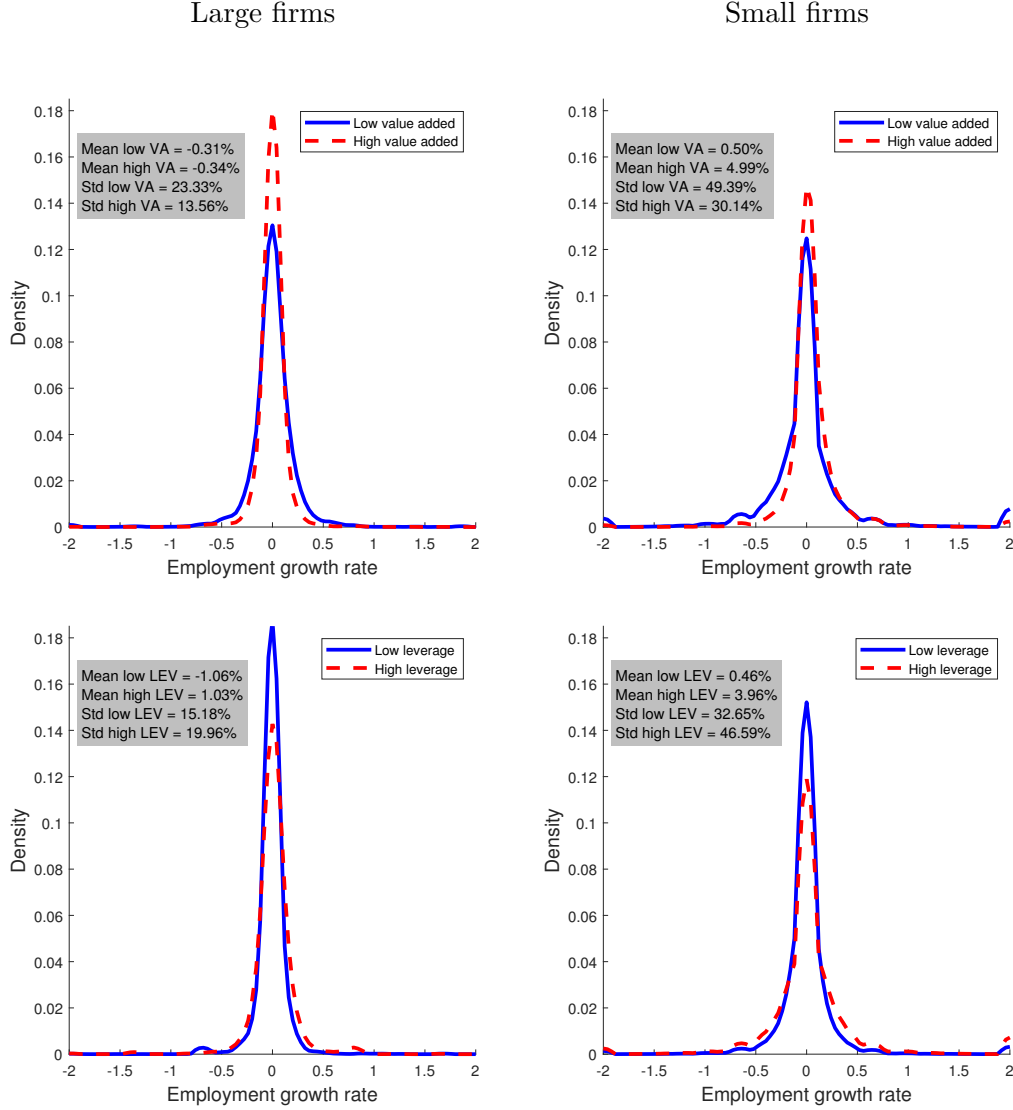 Large firms
Small firms
0.18
0.16
0.14
0.12
0.1
0.08
0.06
0.04
0.02
0
Density
Mean low VA = -0.31%
Mean high VA = -0.34%
Std low VA = 23.33%
Std high VA = 13.56%
Low value added
High value added
-2
-1.5
-1
-0.5
0
0.5
1
1.5
2
Employment growth rate
0.18
0.16
0.14
0.12
0.1
0.08
0.06
0.04
0.02
0
Density
Mean low VA = 0.50%
Mean high VA = 4.99%
Std low VA = 49.39%
Std high VA = 30.14%
Low value added
High value added
-2
-1.5
-1
-0.5
0
0.5
1
1.5
2
Employment growth rate
0.18
0.16
0.14
0.12
0.1
0.08
0.06
0.04
0.02
0
Density
Mean low LEV = -1.06%
Mean high LEV = 1.03%
Std low LEV = 15.18%
Std high LEV = 19.96%
Low leverage
High leverage
-2
-1.5
-1
-0.5
0
0.5
1
1.5
2
Employment growth rate
0.18
0.16
0.14
0.12
0.1
0.08
0.06
0.04
0.02
0
Density
Mean low LEV = 0.46%
Mean high LEV = 3.96%
Std low LEV = 32.65%
Std high LEV = 46.59%
Low leverage
High leverage
-2
-1.5
-1
-0.5
0
0.5
1
1.5
2
Employment growth rate